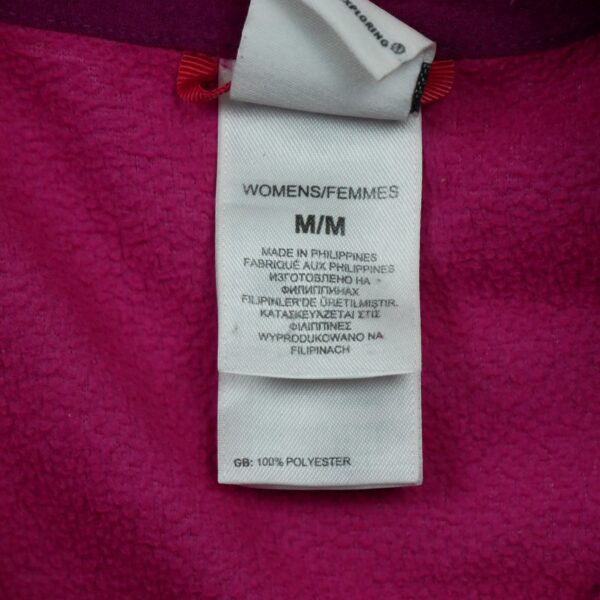 EXPLORING
WOMENS/FEMMES
M/M
MADE IN PHILIPPINES
FABRIQUÉ AUX PHILIPPINES
ИЗГОТОВЛЕНО НА
ФИЛИППИНАХ
FILIPINLER'DE ÜRETILMISTIR.
ΚΑΤΑΣΚΕΥΑΖΕΤΑΙ ΣΤΙΣ
ΦΙΛΙΠΠΙΝΕΣ
WYPRODUKOWANO NA
FILIPINACH
GB: 100% POLYESTER